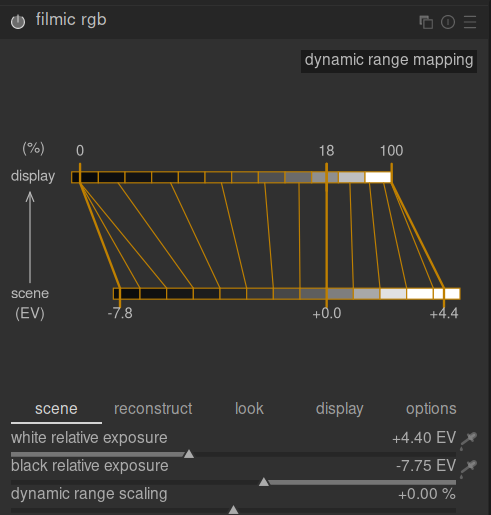 filmic rgb
dynamic range mapping
(%) 0 18 100
display
scene
(EV) -7.8 +0.0 +4.4
scene reconstruct look display options
white relative exposure +4.40 EV
black relative exposure -7.75 EV
dynamic range scaling +0.00 %